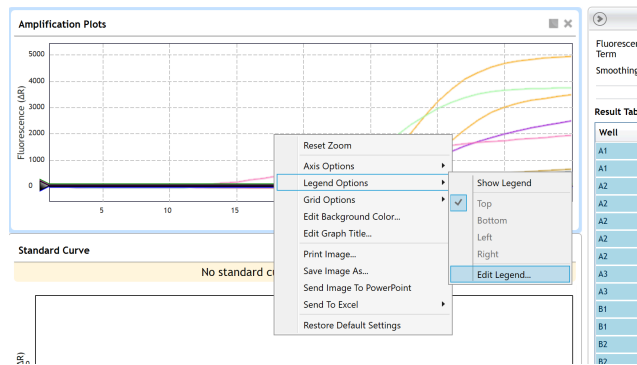 Amplification Plots
Fluorescence (ΔR)
5000
4000
3000
2000
1000
0
5
10
15
Reset Zoom
Axis Options
Legend Options
Grid Options
Edit Background Color...
Edit Graph Title...
Print Image...
Save Image As...
Send Image To PowerPoint
Send To Excel
Restore Default Settings
Show Legend
Top
Bottom
Left
Right
Edit Legend...
Standard Curve
No standard cu
ΔR)
Fluorescen
Term
Smoothing
Result Tab
Well
A1
A1
A2
A2
A2
A2
A2
A3
A3
B1
B1
B2
B2